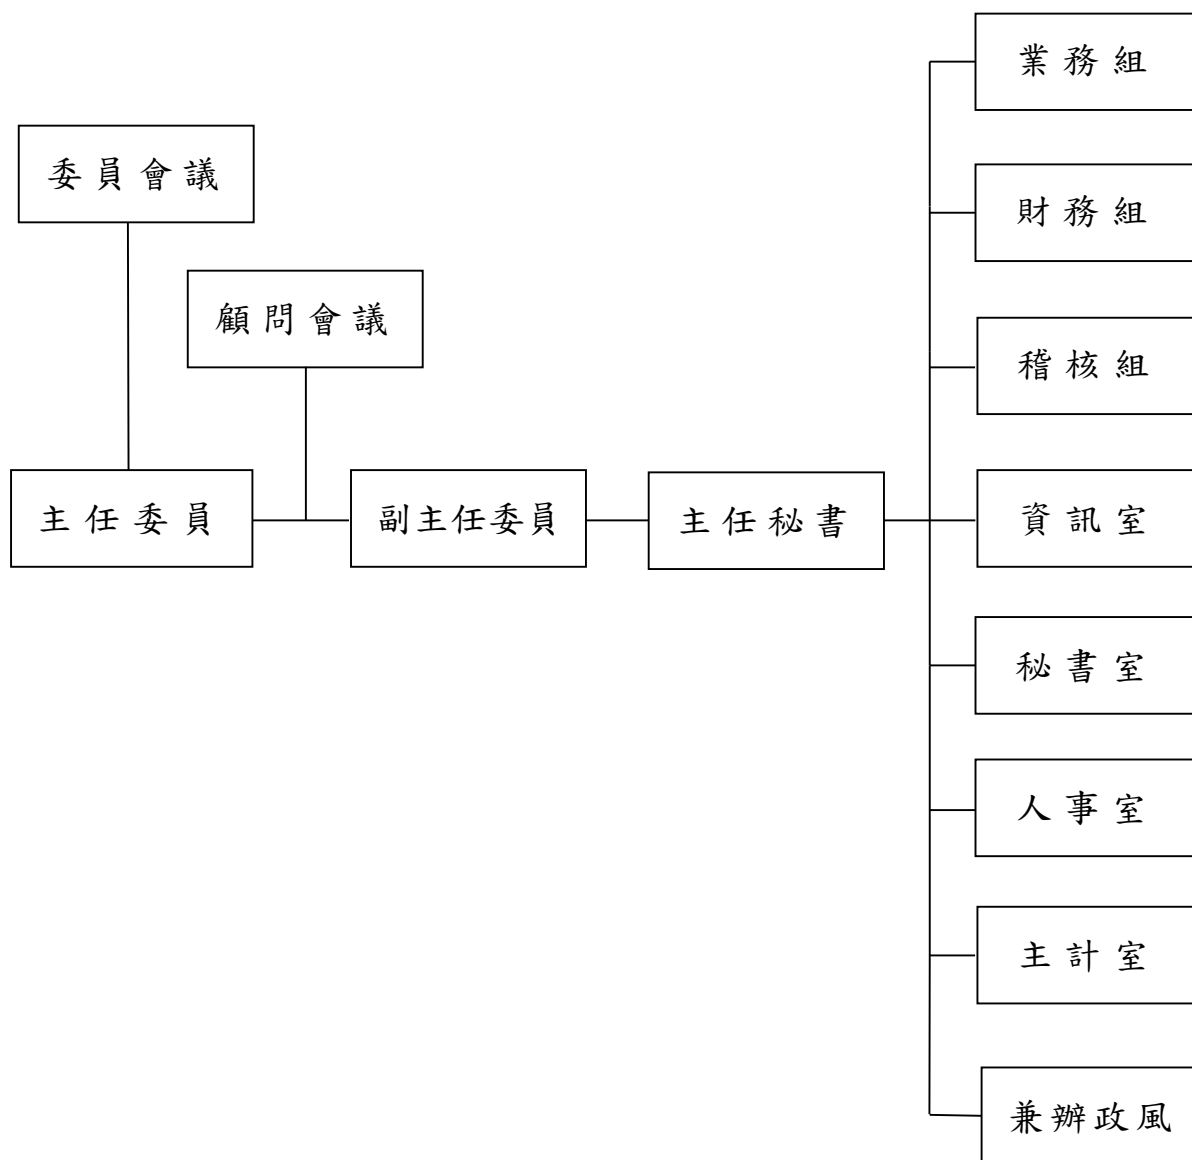 業務組
委員會議
財務組
顧問會議
稽核組
主任委員
副主任委員
主任秘書
資訊室
秘書室
人事室
主計室
兼辦政風